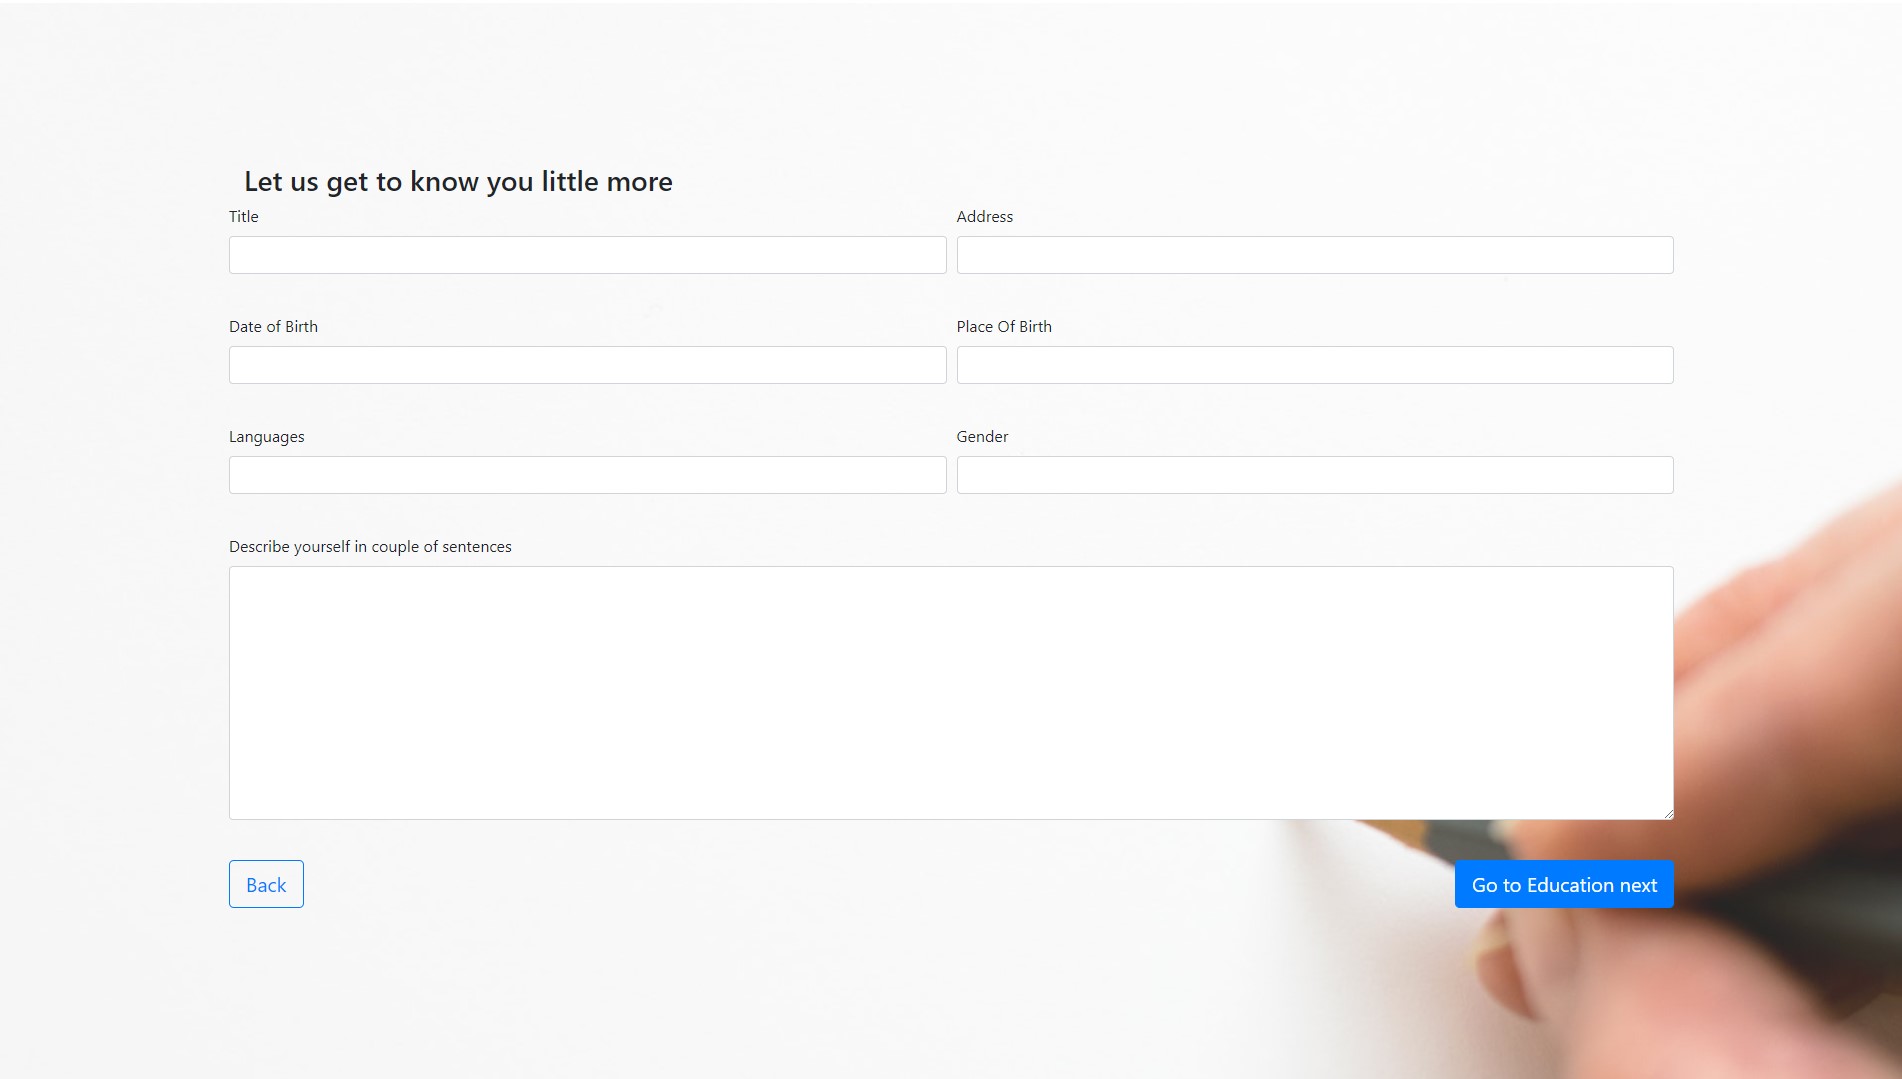 Let us get to know you little more
Title
Address
Date of Birth
Place Of Birth
Languages
Gender
Describe yourself in couple of sentences
Back
Go to Education next